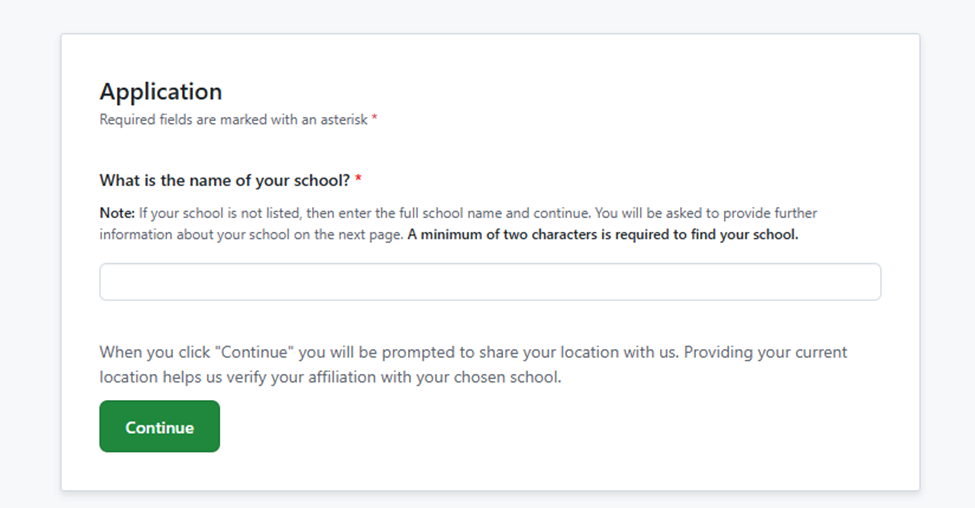 Application
Required fields are marked with an asterisk *
What is the name of your school? *
Note: If your school is not listed, then enter the full school name and continue. You will be asked to provide further
information about your school on the next page. A minimum of two characters is required to find your school.
When you click "Continue" you will be prompted to share your location with us. Providing your current
location helps us verify your affiliation with your chosen school.
Continue